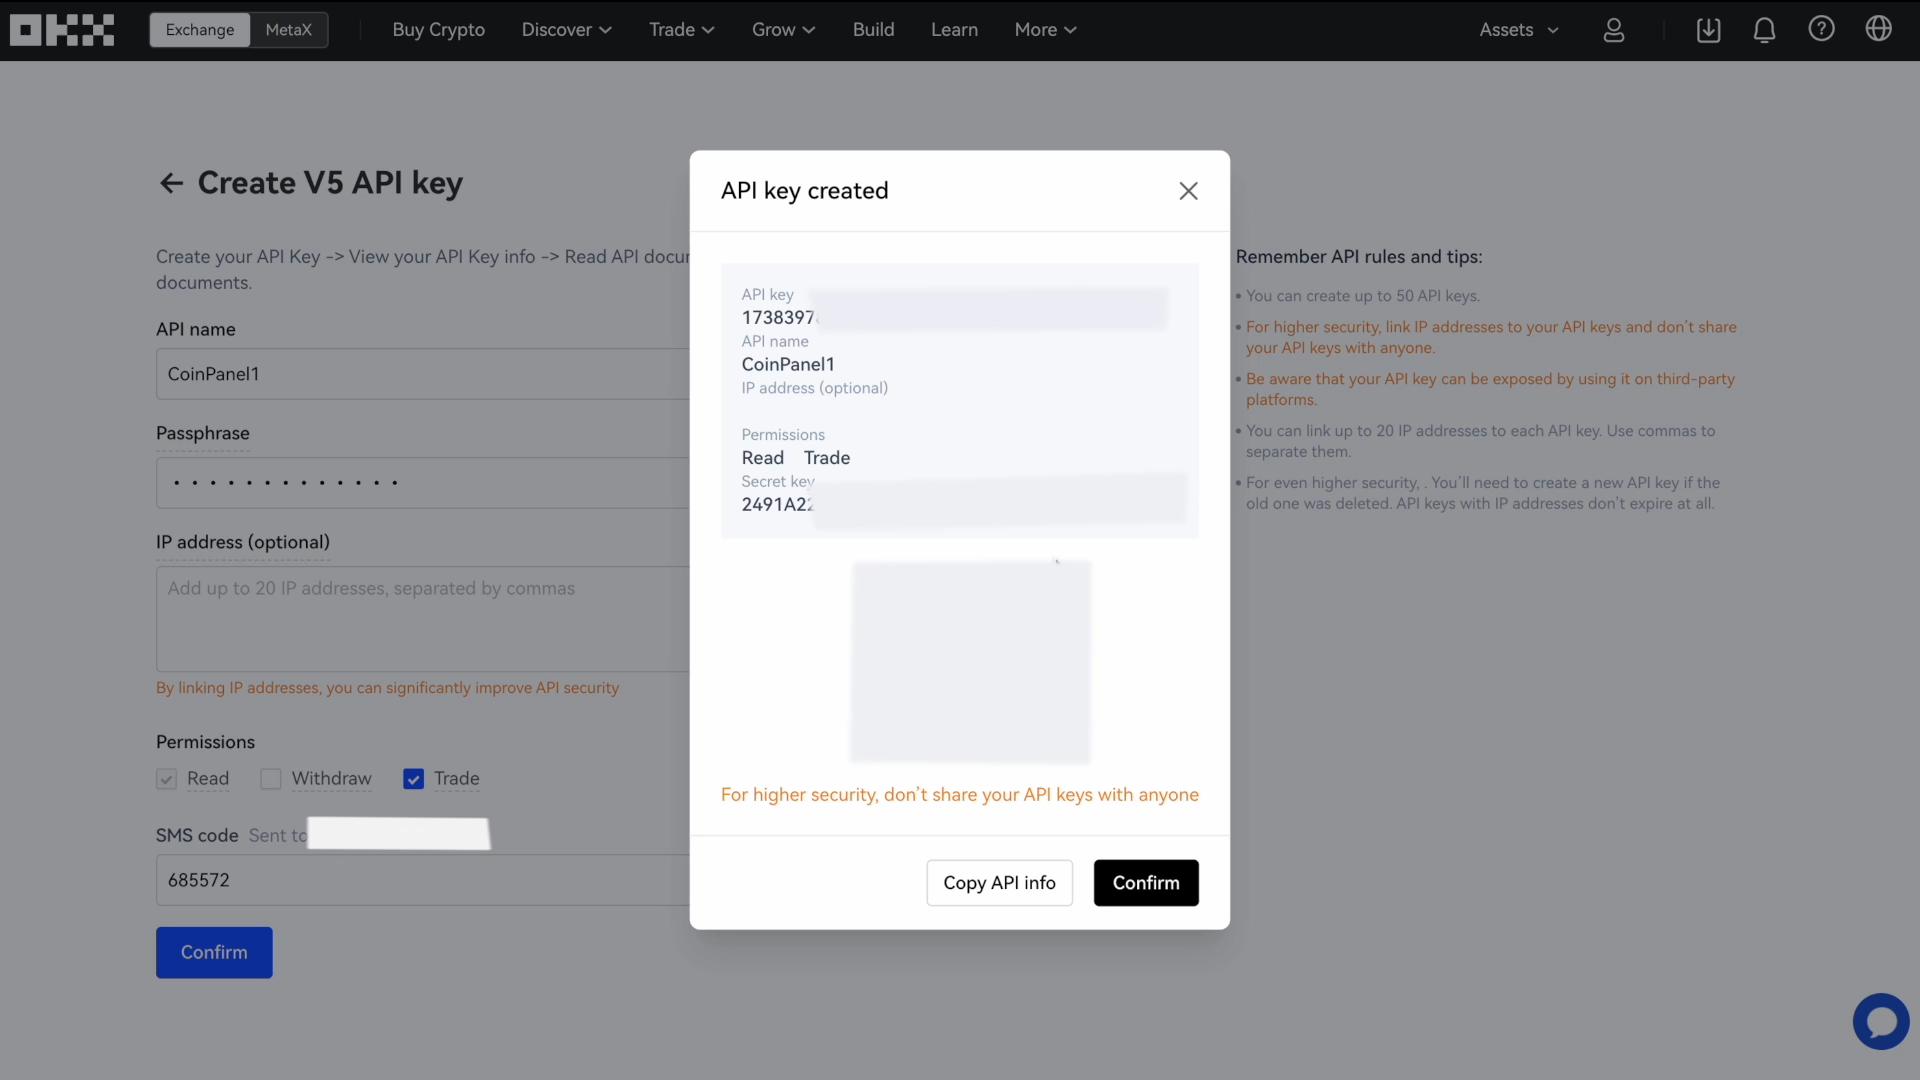 OKX
Exchange
MetaX
Buy Crypto
Discover
Trade
Grow
Build
Learn
More
Assets
Create V5 API key
Create your API Key -> View your API Key info -> Read API
documents.
API name
CoinPanel1
Passphrase
IP address (optional)
Add up to 20 IP addresses, separated by commas
By linking IP addresses, you can significantly improve API security
Permissions
Read
Withdraw
Trade
SMS code Sent to
685572
Confirm
API key created
API key
1738397
API name
CoinPanel1
IP address (optional)
Permissions
Read Trade
Secret key
2491A22
For higher security, don't share your API keys with anyone
Copy API info
Confirm
Remember API rules and tips:
• You can create up to 50 API keys.
• For higher security, link IP addresses to your API keys and don't share
your API keys with anyone.
• Be aware that your API key can be exposed by using it on third-party
platforms.
• You can link up to 20 IP addresses to each API key. Use commas to
separate them.
• For even higher security, . You'll need to create a new API key if the
old one was deleted. API keys with IP addresses don't expire at all.